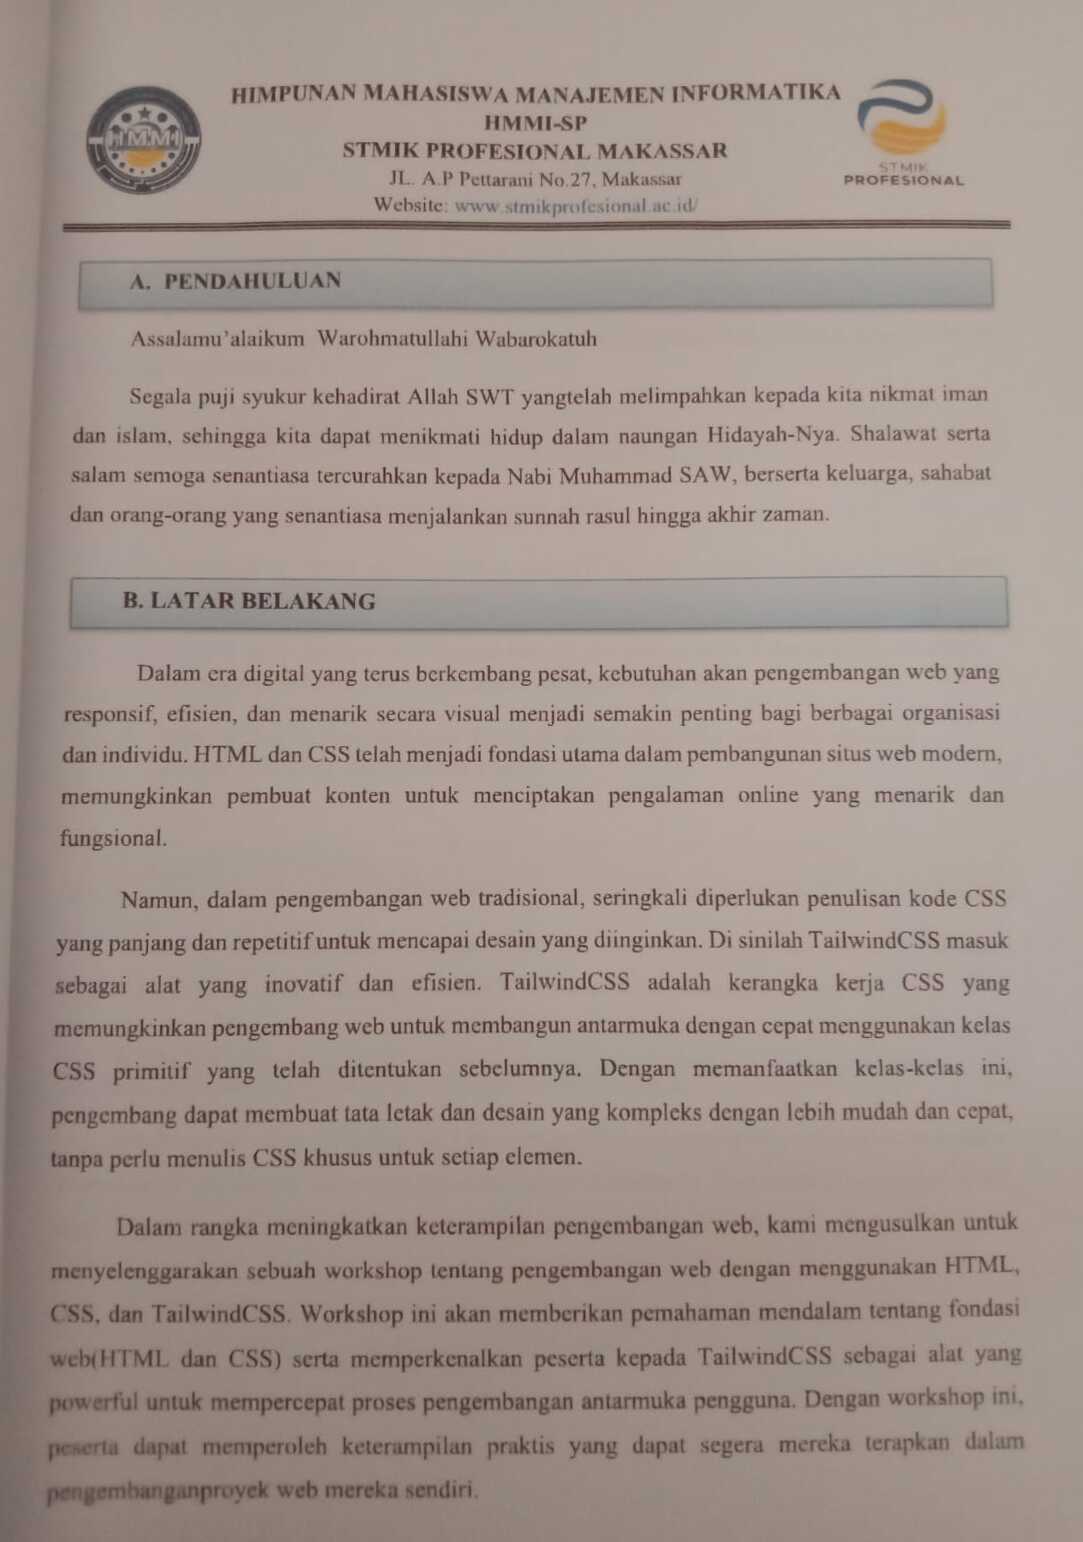 HIMPUNAN MAHASISWA MANAJEMEN INFORMATIKA
HMMI-SP
STMIK PROFESIONAL MAKASSAR
JL. A.P Pettarani No.27, Makassar
Website: www.stmikprofesional.ac.id/
HMMI
STMIK
PROFESIONAL
A. PENDAHULUAN
Assalamu’alaikum Warohmatullahi Wabarokatuh
Segala puji syukur kehadirat Allah SWT yangtelah melimpahkan kepada kita nikmat iman
dan islam, sehingga kita dapat menikmati hidup dalam naungan Hidayah-Nya. Shalawat serta
salam semoga senantiasa tercurahkan kepada Nabi Muhammad SAW, berserta keluarga, sahabat
dan orang-orang yang senantiasa menjalankan sunnah rasul hingga akhir zaman.
B. LATAR BELAKANG
Dalam era digital yang terus berkembang pesat, kebutuhan akan pengembangan web yang
responsif, efisien, dan menarik secara visual menjadi semakin penting bagi berbagai organisasi
dan individu. HTML dan CSS telah menjadi fondasi utama dalam pembangunan situs web modern,
memungkinkan pembuat konten untuk menciptakan pengalaman online yang menarik dan
fungsional.
Namun, dalam pengembangan web tradisional, seringkali diperlukan penulisan kode CSS
yang panjang dan repetitif untuk mencapai desain yang diinginkan. Di sinilah TailwindCSS masuk
sebagai alat yang inovatif dan efisien. TailwindCSS adalah kerangka kerja CSS yang
memungkinkan pengembang web untuk membangun antarmuka dengan cepat menggunakan kelas
CSS primitif yang telah ditentukan sebelumnya. Dengan memanfaatkan kelas-kelas ini,
pengembang dapat membuat tata letak dan desain yang kompleks dengan lebih mudah dan cepat,
tanpa perlu menulis CSS khusus untuk setiap elemen.
Dalam rangka meningkatkan keterampilan pengembangan web, kami mengusulkan untuk
menyelenggarakan sebuah workshop tentang pengembangan web dengan menggunakan HTML,
CSS, dan TailwindCSS. Workshop ini akan memberikan pemahaman mendalam tentang fondasi
web(HTML dan CSS) serta memperkenalkan peserta kepada TailwindCSS sebagai alat yang
powerful untuk mempercepat proses pengembangan antarmuka pengguna. Dengan workshop ini,
peserta dapat memperoleh keterampilan praktis yang dapat segera mereka terapkan dalam
pengembanganproyek web mereka sendiri.